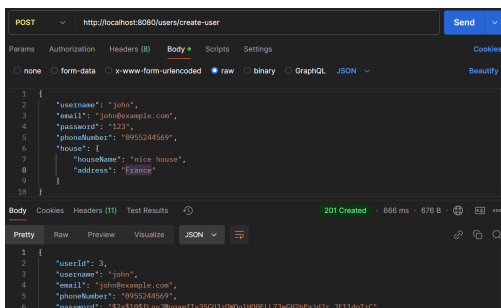 POST http://localhost:8080/users/create-user Send
Params Authorization Headers (8) Body Scripts Settings Cookies
none form-data x-www-form-urlencoded raw binary GraphQL JSON Beautify
1 {
2 "username": "john",
3 "email": "john@example.com",
4 "password": "123",
5 "phoneNumber": "0955244569",
6 "house": {
7 "houseName": "nice house",
8 "address": "France"
9 }
10 }
Body Cookies Headers (11) Test Results 201 Created 666 ms 676 B
Pretty Raw Preview Visualize JSON
1 {
2 "userId": 3,
3 "username": "john",
4 "email": "john@example.com",
5 "phoneNumber": "0955244569",
6 "password":